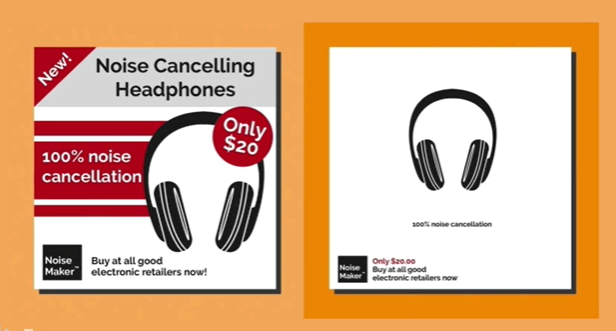 New!
Noise Cancelling
Headphones
Only
$20
100% noise
cancellation
Noise
Maker™
Buy at all good
electronic retailers now!
100% noise cancellation
Noise
Maker™
Only $20.00
Buy at all good
electronic retailers now